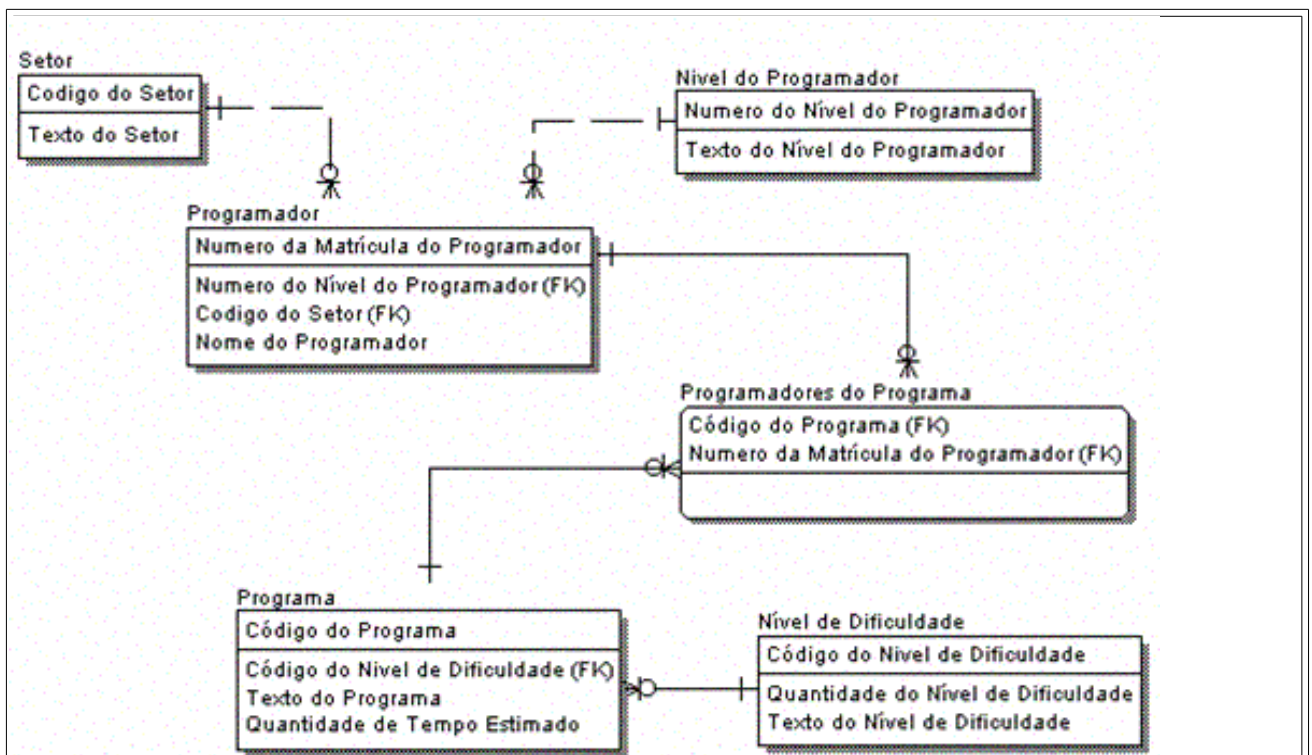 Setor
Codigo do Setor
Texto do Setor
Nivel do Programador
Numero do Nível do Programador
Texto do Nível do Programador
Programador
Numero da Matrícula do Programador
Numero do Nível do Programador (FK)
Codigo do Setor (FK)
Nome do Programador
Programadores do Programa
Código do Programa (FK)
Numero da Matrícula do Programador (FK)
Programa
Código do Programa
Código do Nivel de Dificuldade (FK)
Texto do Programa
Quantidade de Tempo Estimado
Nível de Dificuldade
Código do Nivel de Dificuldade
Quantidade do Nível de Dificuldade
Texto do Nível de Dificuldade